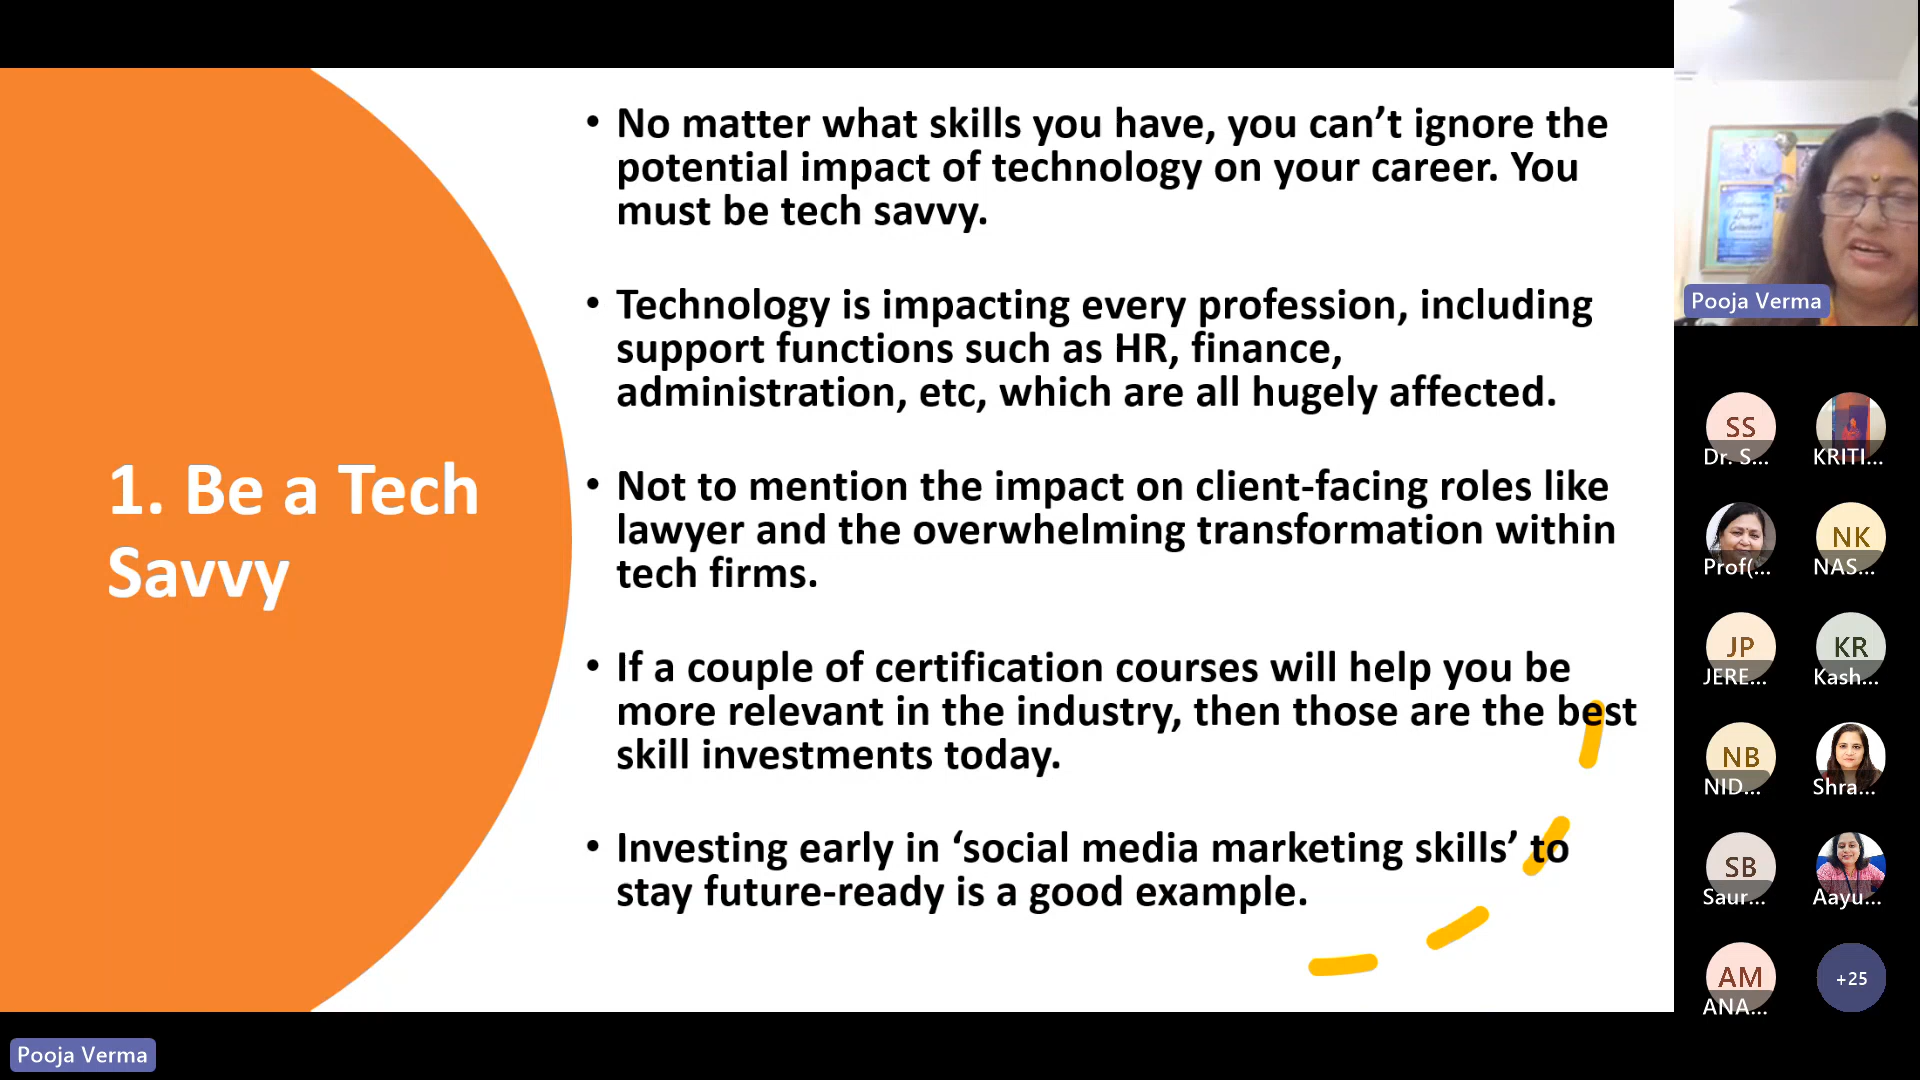 1. Be a Tech
Savvy
• No matter what skills you have, you can’t ignore the
potential impact of technology on your career. You
must be tech savvy.
• Technology is impacting every profession, including
support functions such as HR, finance,
administration, etc, which are all hugely affected.
• Not to mention the impact on client-facing roles like
lawyer and the overwhelming transformation within
tech firms.
• If a couple of certification courses will help you be
more relevant in the industry, then those are the best
skill investments today.
• Investing early in ‘social media marketing skills’ to
stay future-ready is a good example.
Pooja Verma
SS
Dr. S...
KRITI...
Prof(...
NK
NAS...
JP
JERE...
KR
Kash...
NB
NID...
Shra...
SB
Saur...
Aayu...
AM
ANA...
+25
Pooja Verma